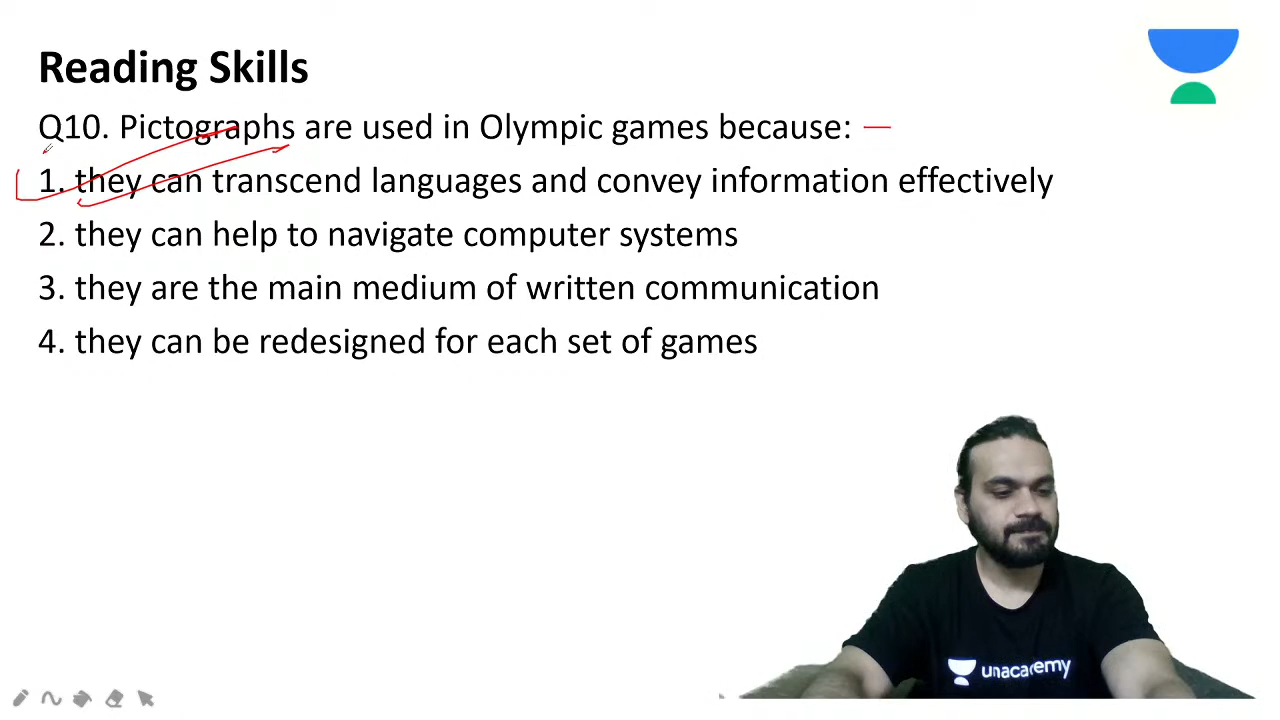 Reading Skills
Q10. Pictographs are used in Olympic games because:
1. they can transcend languages and convey information effectively
2. they can help to navigate computer systems
3. they are the main medium of written communication
4. they can be redesigned for each set of games
unacademy